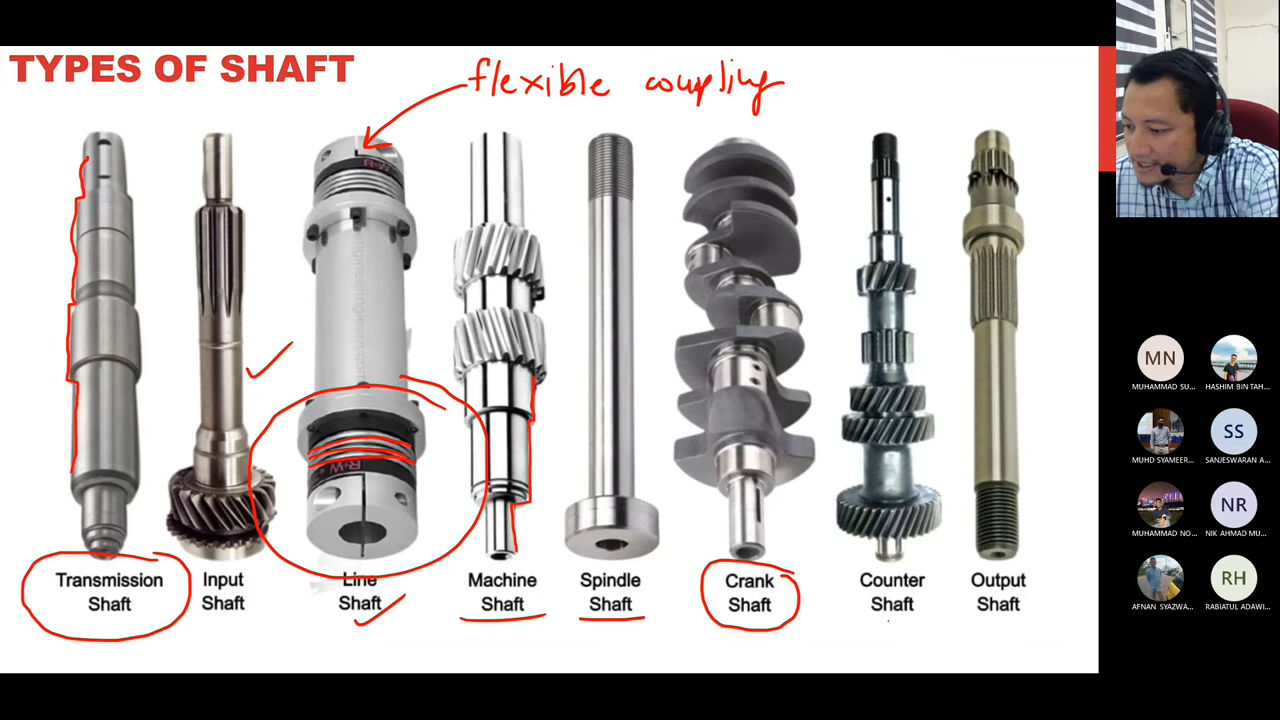 TYPES OF SHAFT
flexible coupling
R+W
engineeringlearn.com
R+W
Transmission
Shaft
Input
Shaft
Line
Shaft
Machine
Shaft
Spindle
Shaft
Crank
Shaft
Counter
Shaft
Output
Shaft
MN
MUHAMMAD SU...
HASHIM BIN TAH...
MUHD SYAMEER...
SS
SANJESWARAN A...
MUHAMMAD NO...
NR
NIK AHMAD MU...
AFNAN SYAZWA...
RH
RABIATUL ADAWI...